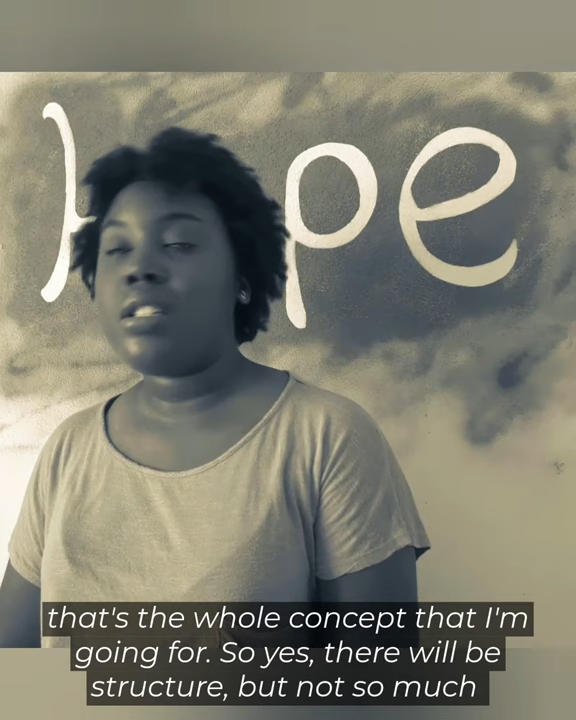 H pe
that's the whole concept that I'm
going for. So yes, there will be
structure, but not so much